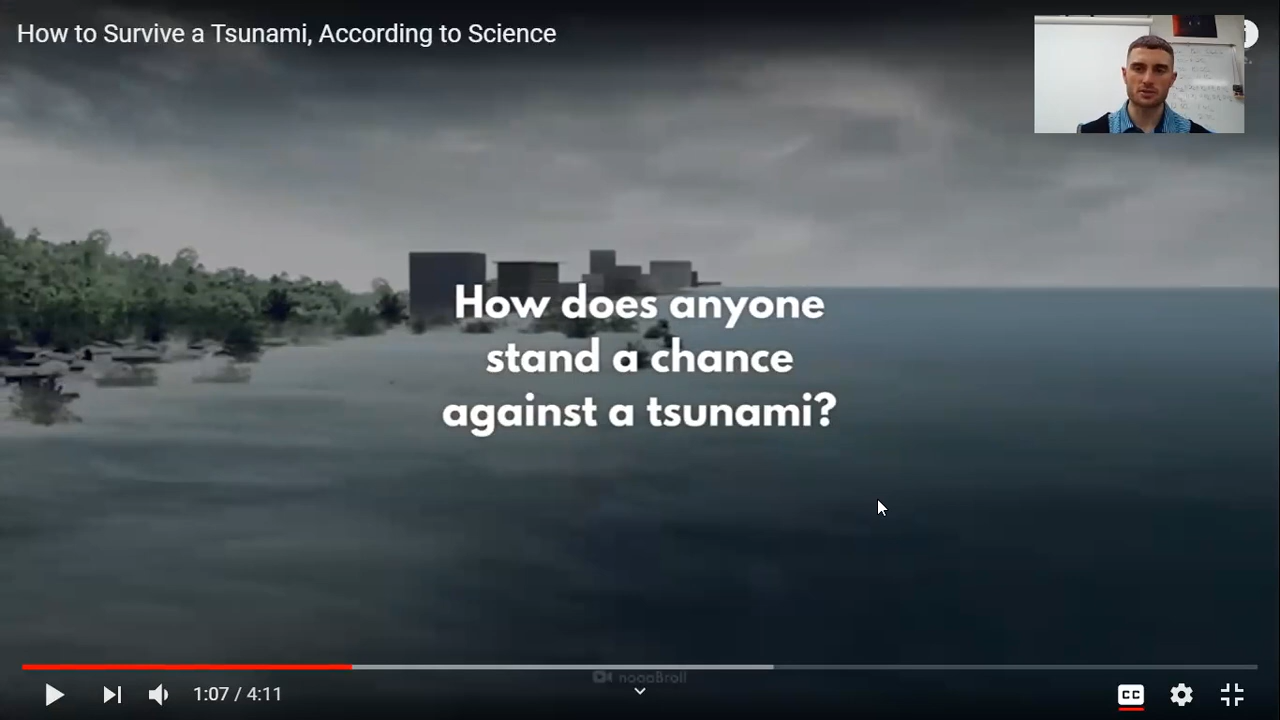 How to Survive a Tsunami, According to Science
How does anyone
stand a chance
against a tsunami?
noaaBroll
1:07 / 4:11
CC